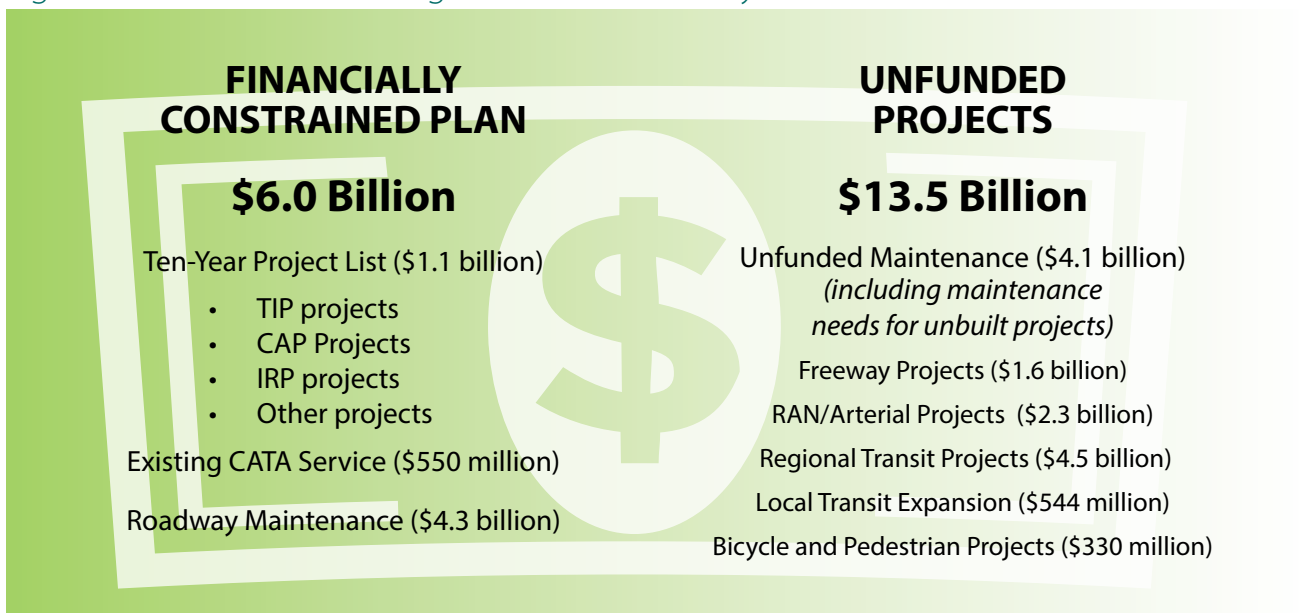 FINANCIALLY
CONSTRAINED PLAN
$6.0 Billion
Ten-Year Project List ($1.1 billion)
• TIP projects
• CAP Projects
• IRP projects
• Other projects
Existing CATA Service ($550 million)
Roadway Maintenance ($4.3 billion)
UNFUNDED
PROJECTS
$13.5 Billion
Unfunded Maintenance ($4.1 billion)
(including maintenance
needs for unbuilt projects)
Freeway Projects ($1.6 billion)
RAN/Arterial Projects ($2.3 billion)
Regional Transit Projects ($4.5 billion)
Local Transit Expansion ($544 million)
Bicycle and Pedestrian Projects ($330 million)
$